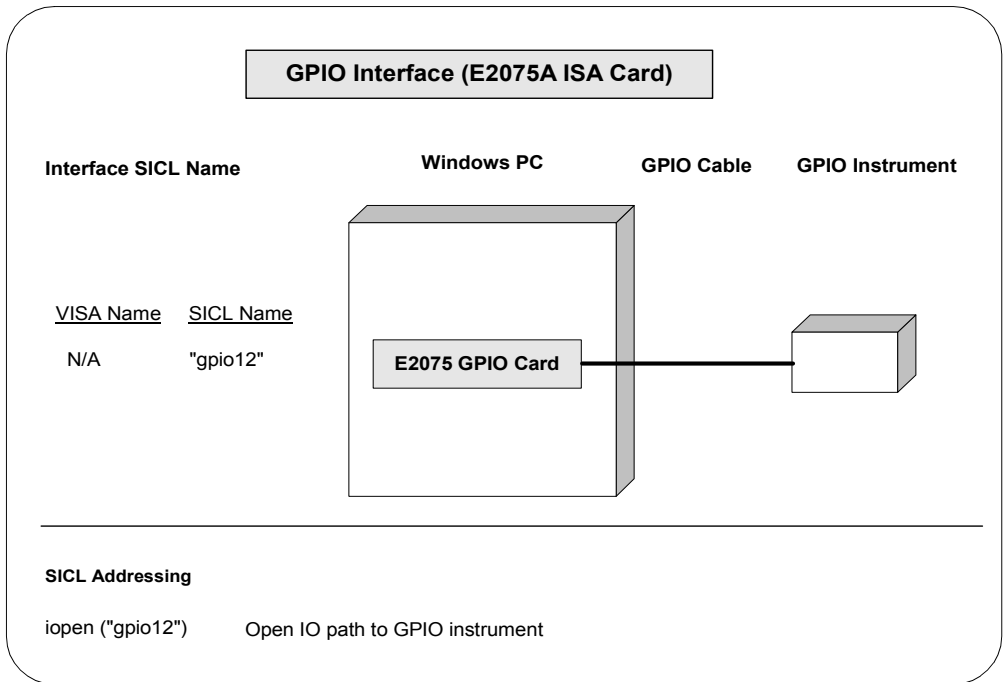 GPIO Interface (E2075A ISA Card)
Interface SICL Name
Windows PC
GPIO Cable
GPIO Instrument
VISA Name SICL Name
N/A "gpio12"
E2075 GPIO Card
SICL Addressing
iopen ("gpio12") Open IO path to GPIO instrument